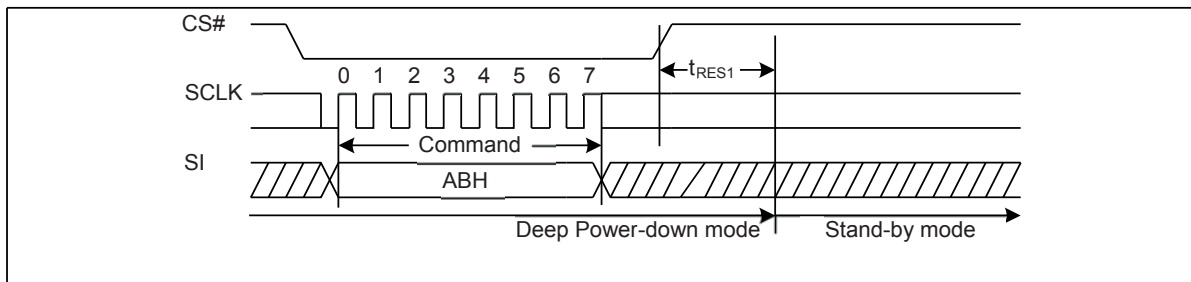 CS#
tRES1
0 1 2 3 4 5 6 7
SCLK
Command
SI
ABH
Deep Power-down mode Stand-by mode